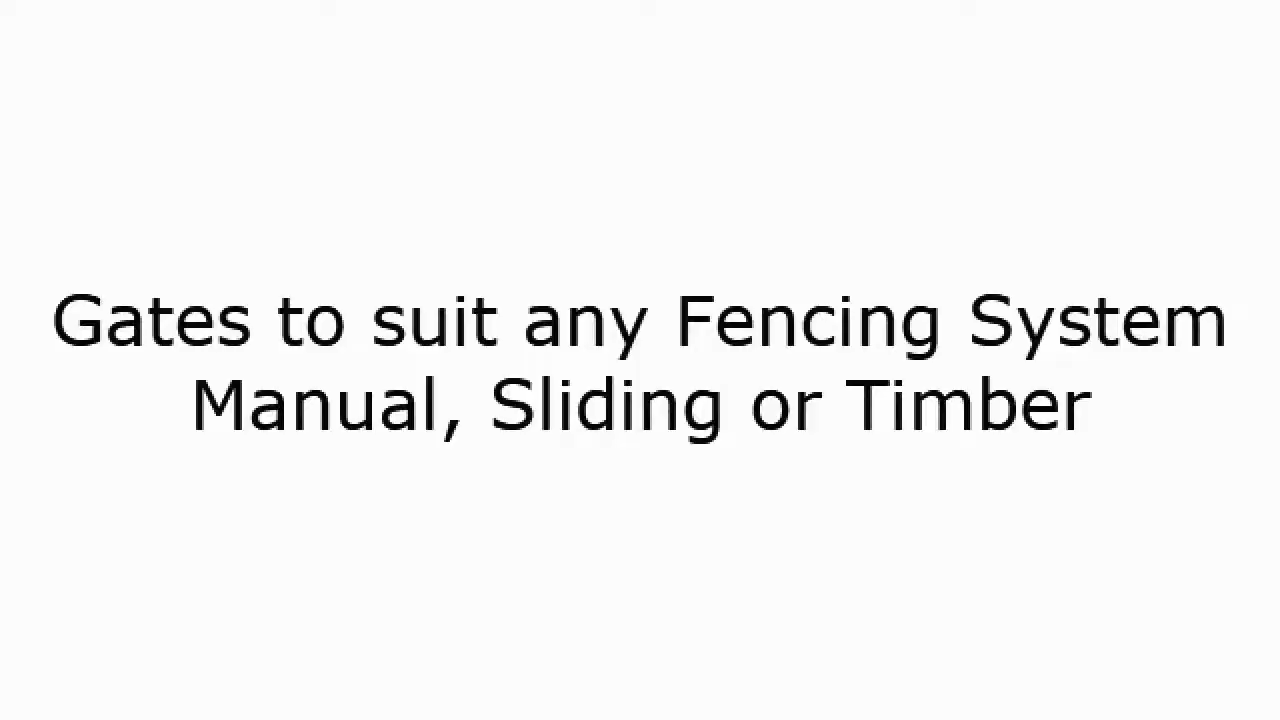 Gates to suit any Fencing System
Manual, Sliding or Timber